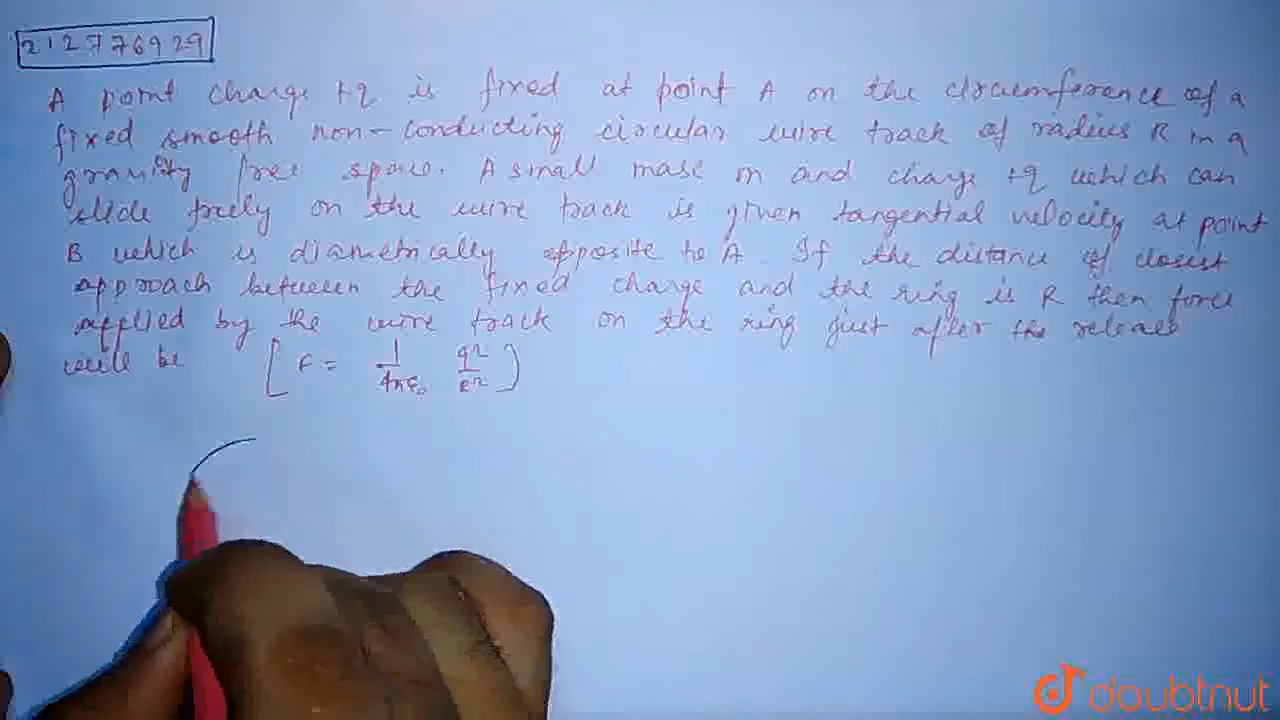 212776929
A point charge +q is fixed at point A on the circumference of a
fixed smooth non-conducting circular wire track of radius R in a
gravity free space. A small mass m and charge +q which can
slide freely on the wire track is given tangential velocity at point
B which is diametrically opposite to A. If the distance of closest
approach between the fixed charge and the ring is R then force
applied by the wire track on the ring just after the release
will be [F = 1/4πε₀ q²/R²]
doubtnut